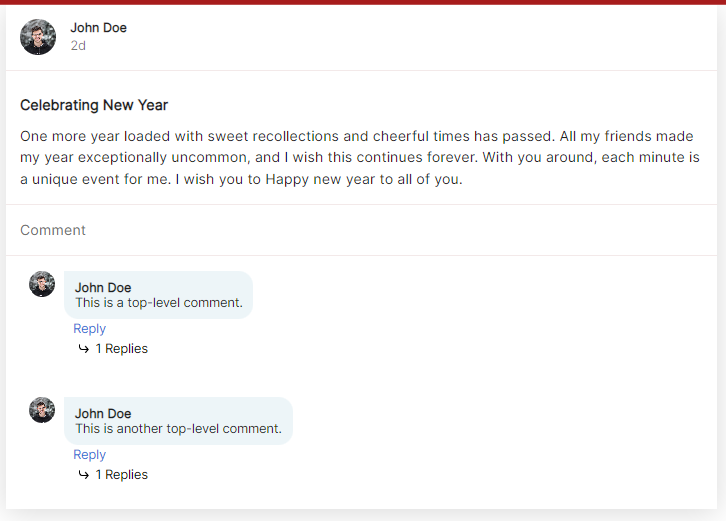 John Doe
2d
Celebrating New Year
One more year loaded with sweet recollections and cheerful times has passed. All my friends made
my year exceptionally uncommon, and I wish this continues forever. With you around, each minute is
a unique event for me. I wish you to Happy new year to all of you.
Comment
John Doe
This is a top-level comment.
Reply
1 Replies
John Doe
This is another top-level comment.
Reply
1 Replies